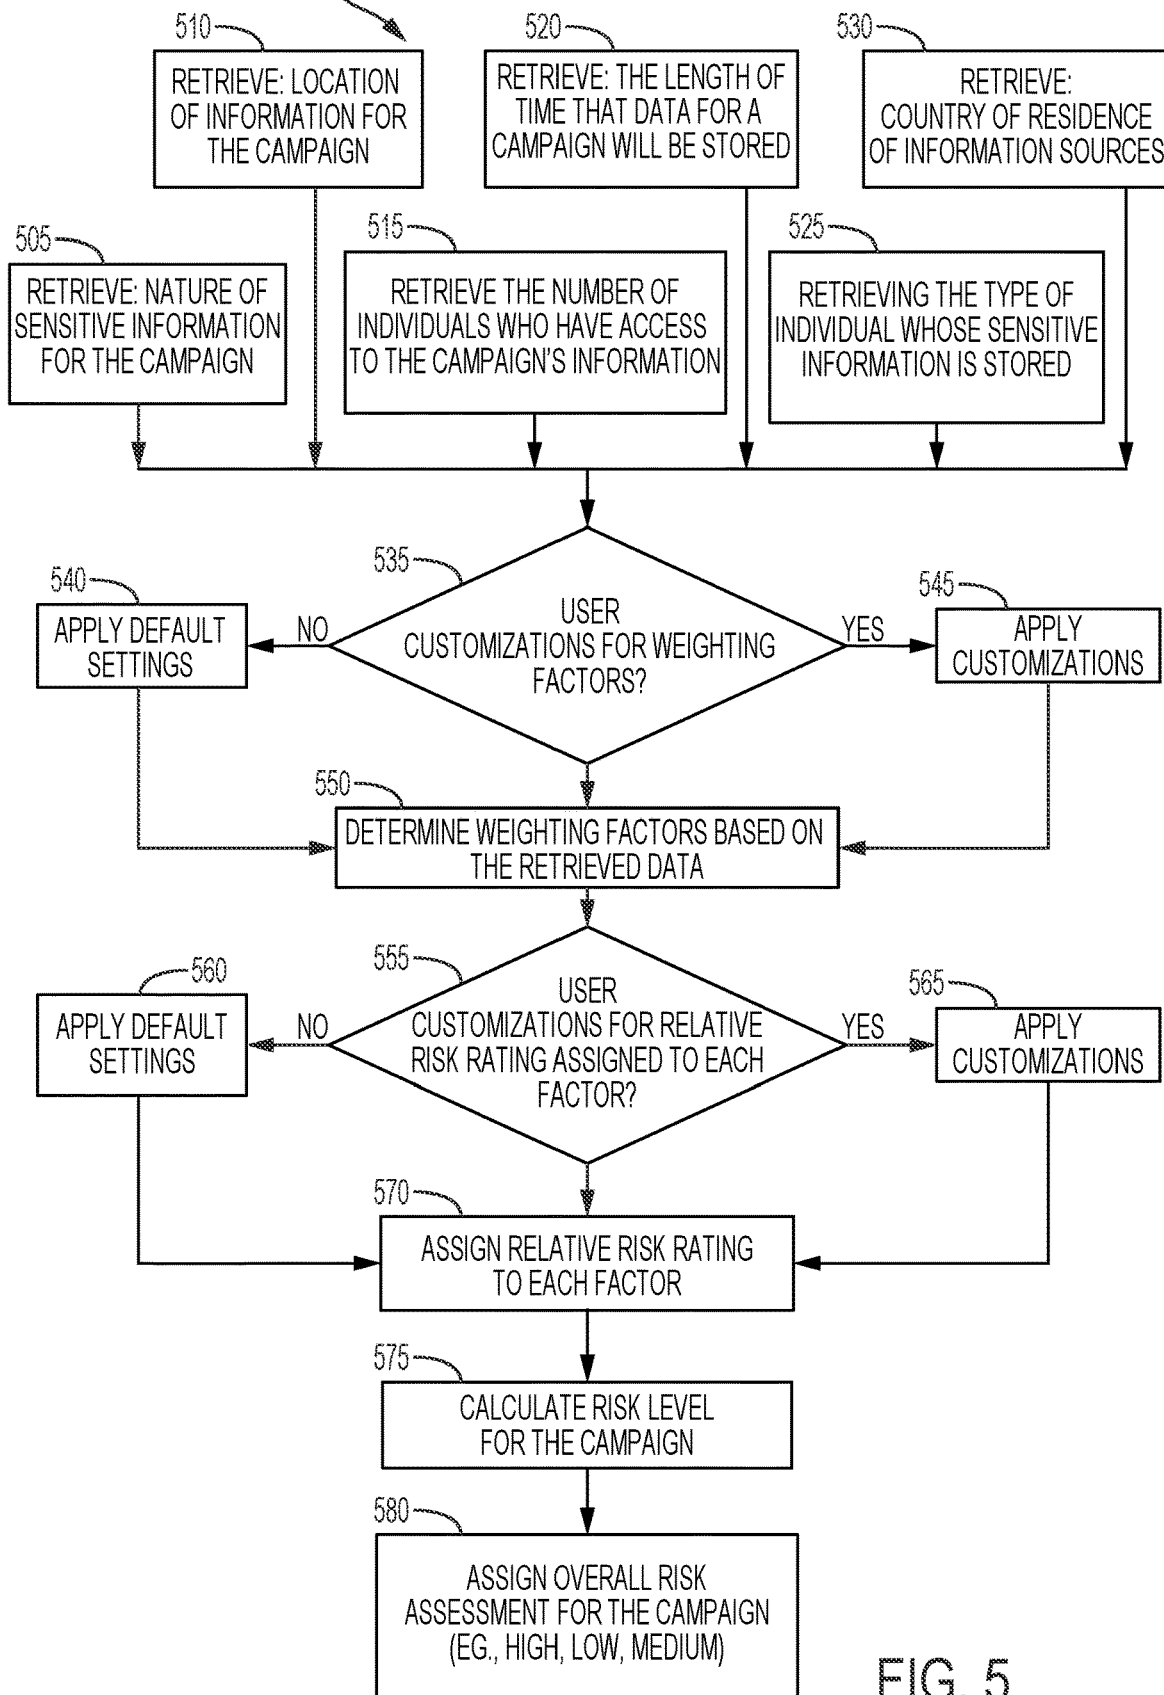 510
RETRIEVE: LOCATION
OF INFORMATION FOR
THE CAMPAIGN
520
RETRIEVE: THE LENGTH OF
TIME THAT DATA FOR A
CAMPAIGN WILL BE STORED
530
RETRIEVE:
COUNTRY OF RESIDENCE
OF INFORMATION SOURCES
505
RETRIEVE: NATURE OF
SENSITIVE INFORMATION
FOR THE CAMPAIGN
515
RETRIEVE THE NUMBER OF
INDIVIDUALS WHO HAVE ACCESS
TO THE CAMPAIGN'S INFORMATION
525
RETRIEVING THE TYPE OF
INDIVIDUAL WHOSE SENSITIVE
INFORMATION IS STORED
535
USER
CUSTOMIZATIONS FOR WEIGHTING
FACTORS?
NO
YES
540
APPLY DEFAULT
SETTINGS
545
APPLY
CUSTOMIZATIONS
550
DETERMINE WEIGHTING FACTORS BASED ON
THE RETRIEVED DATA
555
USER
CUSTOMIZATIONS FOR RELATIVE
RISK RATING ASSIGNED TO EACH
FACTOR?
NO
YES
560
APPLY DEFAULT
SETTINGS
565
APPLY
CUSTOMIZATIONS
570
ASSIGN RELATIVE RISK RATING
TO EACH FACTOR
575
CALCULATE RISK LEVEL
FOR THE CAMPAIGN
580
ASSIGN OVERALL RISK
ASSESSMENT FOR THE CAMPAIGN
(EG., HIGH, LOW, MEDIUM)
FIG. 5